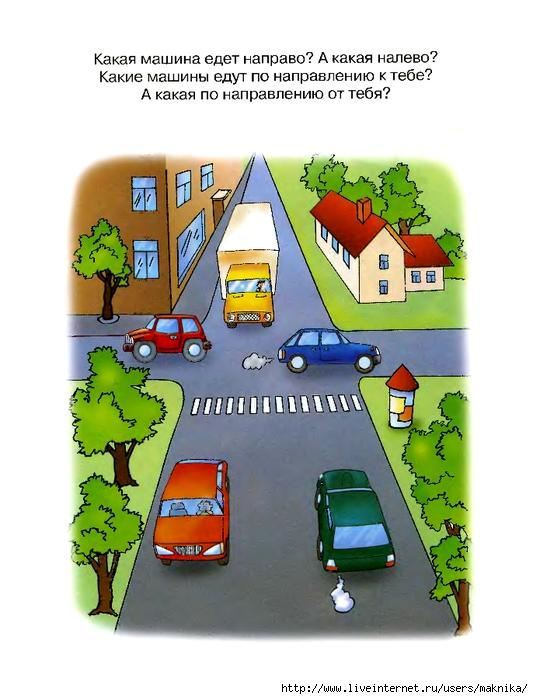 Какая машина едет направо? А какая налево?
Какие машины едут по направлению к тебе?
А какая по направлению от тебя?
http://www.liveinternet.ru/users/maknika/